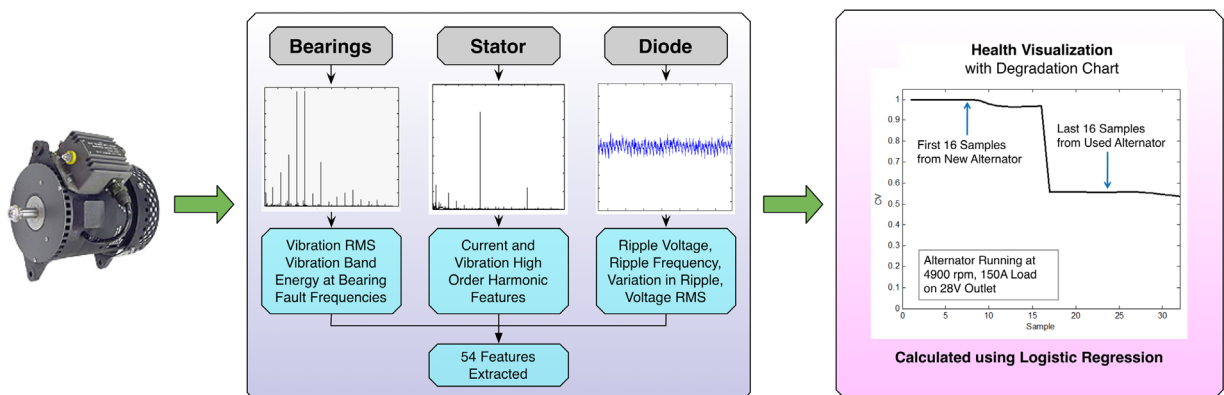 Bearings
Stator
Diode
Vibration RMS
Vibration Band
Energy at Bearing
Fault Frequencies
Current and
Vibration High
Order Harmonic
Features
Ripple Voltage,
Ripple Frequency,
Variation in Ripple,
Voltage RMS
54 Features
Extracted
Health Visualization
with Degradation Chart
1
0.9
0.8
0.7
0.6
0.5
0.4
0.3
0.2
0.1
0
CV
First 16 Samples
from New Alternator
Last 16 Samples
from Used Alternator
Alternator Running at
4900 rpm, 150A Load
on 28V Outlet
0 5 10 15 20 25 30
Sample
Calculated using Logistic Regression